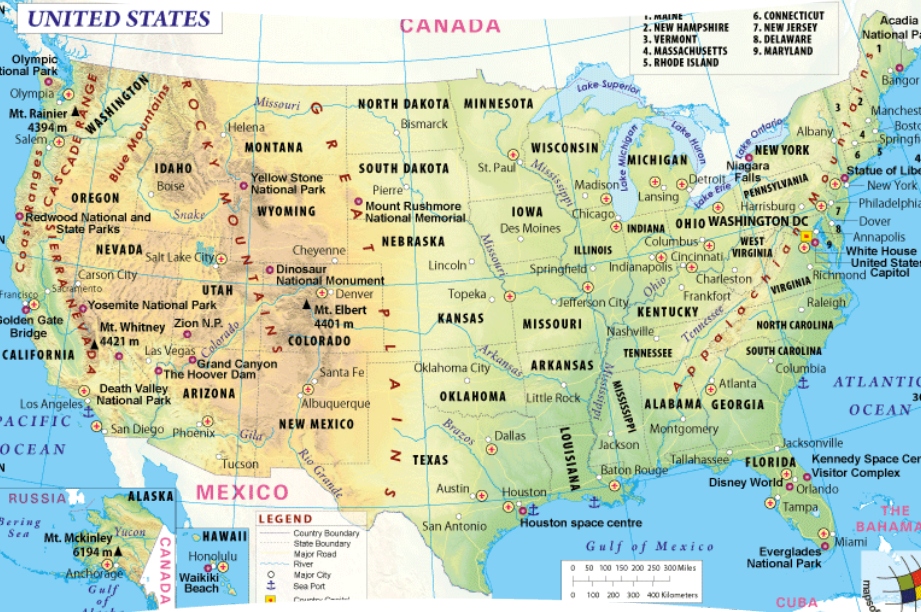 UNITED STATES
CANADA
1. MAINE
2. NEW HAMPSHIRE
3. VERMONT
4. MASSACHUSETTS
5. RHODE ISLAND
6. CONNECTICUT
7. NEW JERSEY
8. DELAWARE
9. MARYLAND
Acadia
National Pa
1
Bangor
Olympic
tional Park
Olympia
Mt. Rainier
4394 m
Salem
WASHINGTON
CASCADE RANGE
Coast Ranges
Blue Mountains
ROCKY MOUNTAINS
GREAT PLAINS
Missouri
Helena
MONTANA
NORTH DAKOTA
Bismarck
MINNESOTA
St. Paul
Mississippi
Lake Superior
WISCONSIN
Madison
Lake Michigan
MICHIGAN
Lansing
Detroit
Lake Huron
Lake Ontario
Lake Erie
NEW YORK
Albany
Niagara
Falls
3
2
4
5
6
Manchest
Bosto
Springfi
Statue of Libe
New York
Philadelphia
7
Dover
8
Annapolis
9
White House
United States
Capitol
IDAHO
Boise
OREGON
Snake
Yellow Stone
National Park
WYOMING
Cheyenne
SOUTH DAKOTA
Pierre
Mount Rushmore
National Memorial
NEBRASKA
Lincoln
IOWA
Des Moines
Missouri
Chicago
ILLINOIS
Springfield
INDIANA
Indianapolis
OHIO
Columbus
Cincinnati
PENNSYLVANIA
Harrisburg
WASHINGTON DC
WEST
VIRGINIA
Charleston
VIRGINIA
Richmond
Redwood National and
State Parks
SIERRA NEVADA
NEVADA
Carson City
Sacramento
Francisco
Golden Gate
Bridge
Yosemite National Park
Mt. Whitney
4421 m
Zion N.P.
Las Vegas
Salt Lake City
UTAH
Dinosaur
National Monument
Denver
Mt. Elbert
4401 m
COLORADO
Colorado
Grand Canyon
The Hoover Dam
Topeka
KANSAS
Jefferson City
MISSOURI
Arkansas
Ohio
Frankfort
KENTUCKY
Nashville
TENNESSEE
Tennessee
Appalachian Mountains
Raleigh
NORTH CAROLINA
SOUTH CAROLINA
Columbia
CALIFORNIA
Death Valley
National Park
Los Angeles
San Diego
ARIZONA
Phoenix
Tucson
Gila
Santa Fe
Albuquerque
NEW MEXICO
Rio Grande
Oklahoma City
OKLAHOMA
ARKANSAS
Little Rock
Mississippi
MISSISSIPPI
Jackson
ALABAMA
Montgomery
GEORGIA
Atlanta
ATLANTIC
OCEAN
PACIFIC
OCEAN
Brazos
Dallas
TEXAS
Austin
Houston
San Antonio
Houston space centre
LOUISIANA
Baton Rouge
Tallahassee
Jacksonville
FLORIDA
Disney World
Orlando
Tampa
Kennedy Space Cen
Visitor Complex
Miami
Everglades
National Park
THE
BAHAMA
CUBA
Gulf of Mexico
MEXICO
RUSSIA
ALASKA
Bering
Sea
Mt. Mckinley
6194 m
Yucon
Anchorage
Gulf
of
CANADA
HAWAII
Honolulu
Waikiki
Beach
LEGEND
Country Boundary
State Boundary
Major Road
River
Major City
Sea Port
Country Capital
0 50 100 150 200 250 300 Miles
0 100 200 300 400 Kilometers
mapso